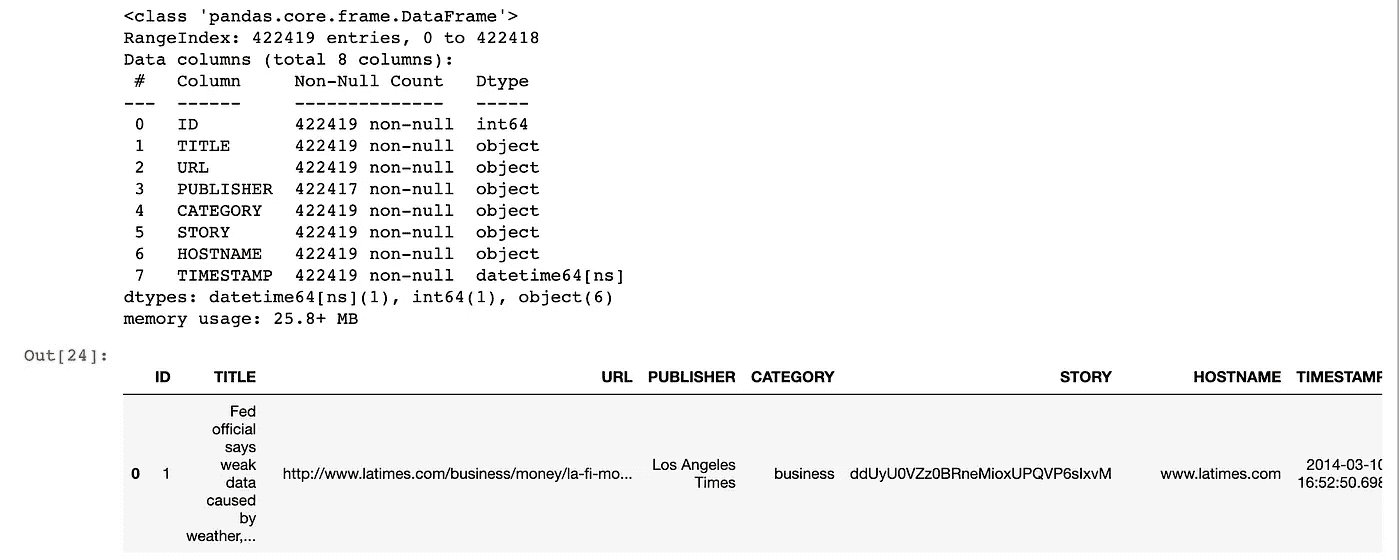 <class 'pandas.core.frame.DataFrame'>
RangeIndex: 422419 entries, 0 to 422418
Data columns (total 8 columns):
 #   Column     Non-Null Count   Dtype
---  ------     --------------   -----
 0   ID         422419 non-null  int64
 1   TITLE      422419 non-null  object
 2   URL        422419 non-null  object
 3   PUBLISHER  422417 non-null  object
 4   CATEGORY   422419 non-null  object
 5   STORY      422419 non-null  object
 6   HOSTNAME   422419 non-null  object
 7   TIMESTAMP  422419 non-null  datetime64[ns]
dtypes: datetime64[ns](1), int64(1), object(6)
memory usage: 25.8+ MB
Out[24]:
ID TITLE URL PUBLISHER CATEGORY STORY HOSTNAME TIMESTAMP
Fed
official
says
weak
data
caused
by
weather,...
0 1 http://www.latimes.com/business/money/la-fi-mo... Los Angeles
Times
business ddUyU0VZz0BRneMioxUPQVP6sIxvM www.latimes.com 2014-03-10
16:52:50.698